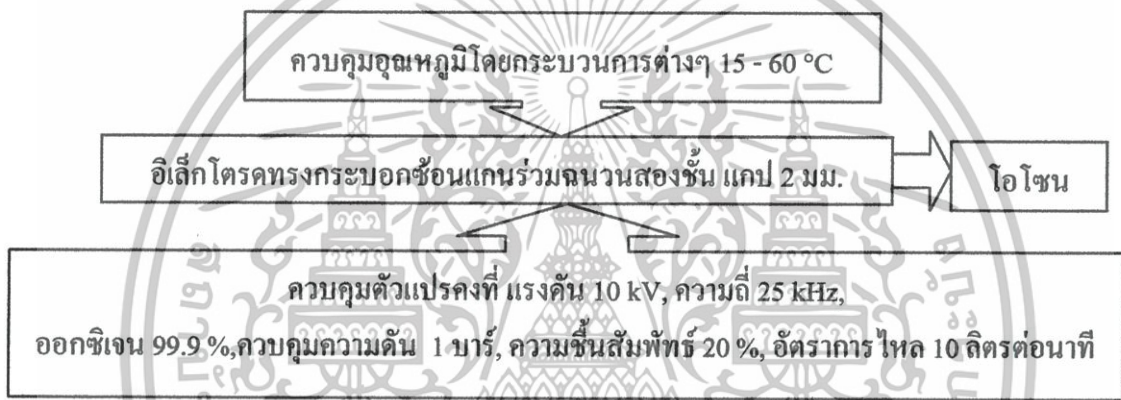 ควบคุมอุณหภูมิโดยกระบวนการต่างๆ 15 - 60 °C
อิเล็กโตรดทรงกระบอกซ้อนแกนร่วมฉนวนสองชั้น แกป 2 มม.
โอโซน
ควบคุมตัวแปรคงที่ แรงดัน 10 kV, ความถี่ 25 kHz,
ออกซิเจน 99.9 %,ควบคุมความดัน 1 บาร์, ความชื้นสัมพัทธ์ 20 %, อัตราการไหล 10 ลิตรต่อนาที